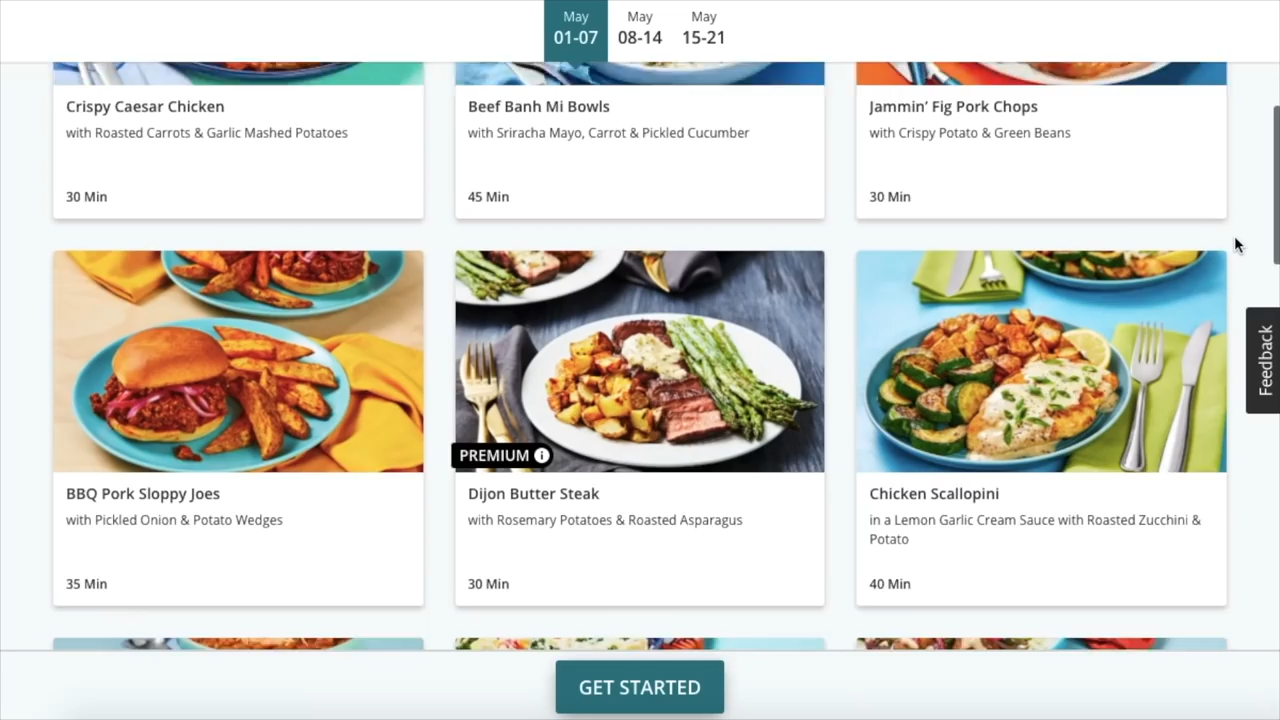 May
01-07
May
08-14
May
15-21
Crispy Caesar Chicken
with Roasted Carrots & Garlic Mashed Potatoes
30 Min
Beef Banh Mi Bowls
with Sriracha Mayo, Carrot & Pickled Cucumber
45 Min
Jammin’ Fig Pork Chops
with Crispy Potato & Green Beans
30 Min
Feedback
BBQ Pork Sloppy Joes
with Pickled Onion & Potato Wedges
35 Min
PREMIUM i
Dijon Butter Steak
with Rosemary Potatoes & Roasted Asparagus
30 Min
Chicken Scallopini
in a Lemon Garlic Cream Sauce with Roasted Zucchini &
Potato
40 Min
GET STARTED